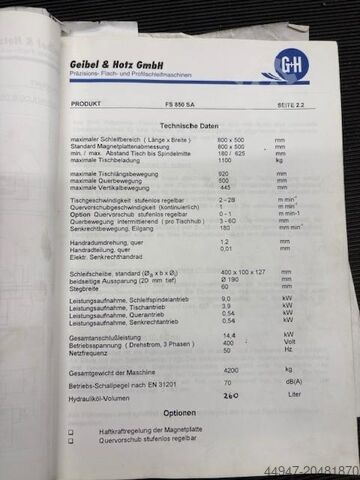 Geibel & Hotz GmbH
Präzisions- Flach- und Profilschleifmaschinen
G+H
PRODUKT FS 850 SA SEITE 2.2
Technische Daten
maximaler Schleifbereich ( Länge x Breite ) 800 x 500 mm
Standard Magnetplattenabmessung 800 x 500 mm
min. / max. Abstand Tisch bis Spindelmitte 180 / 625 mm
maximale Tischbeladung 1100 kg
maximale Tischlängsbewegung 920 mm
maximale Querbewegung 500 mm
maximale Vertikalbewegung 445 mm
Tischgeschwindigkeit stufenlos regelbar 2 - 28 m min⁻¹
Quervorschubgeschwindigkeit (kontinuierlich) 1 m min⁻¹
Option Quervorschub stufenlos regelbar 0 - 1 m min⁻¹
Querbewegung intermittierend ( pro Tischhub ) 3 - 60 mm
Senkrechtbewegung, Eilgang 180 mm min⁻¹
Handradumdrehung, quer 1,2 mm
Handradteilung, quer 0,01 mm
Elektr. Senkrechthandrad
Schleifscheibe, standard 400 x 100 x 127 mm
beidseitige Aussparung (20 mm tief) Ø 190 mm
Stegbreite 60 mm
Leistungsaufnahme, Schleifspindelantrieb 9,0 kW
Leistungsaufnahme, Tischantrieb 3,9 kW
Leistungsaufnahme, Querantrieb 0,54 kW
Leistungsaufnahme, Senkrechtantrieb 0,54 kW
Gesamtanschlußleistung 14,4 kW
Betriebsspannung ( Drehstrom, 3 Phasen ) 400 Volt
Netzfrequenz 50 Hz
Gesamtgewicht der Maschine 4200 kg
Betriebs-Schallpegel nach EN 31201 70 dB(A)
Hydrauliköl-Volumen 260 Liter
Optionen
Haftkraftregelung der Magnetplatte
Quervorschub stufenlos regelbar
44947-20481870